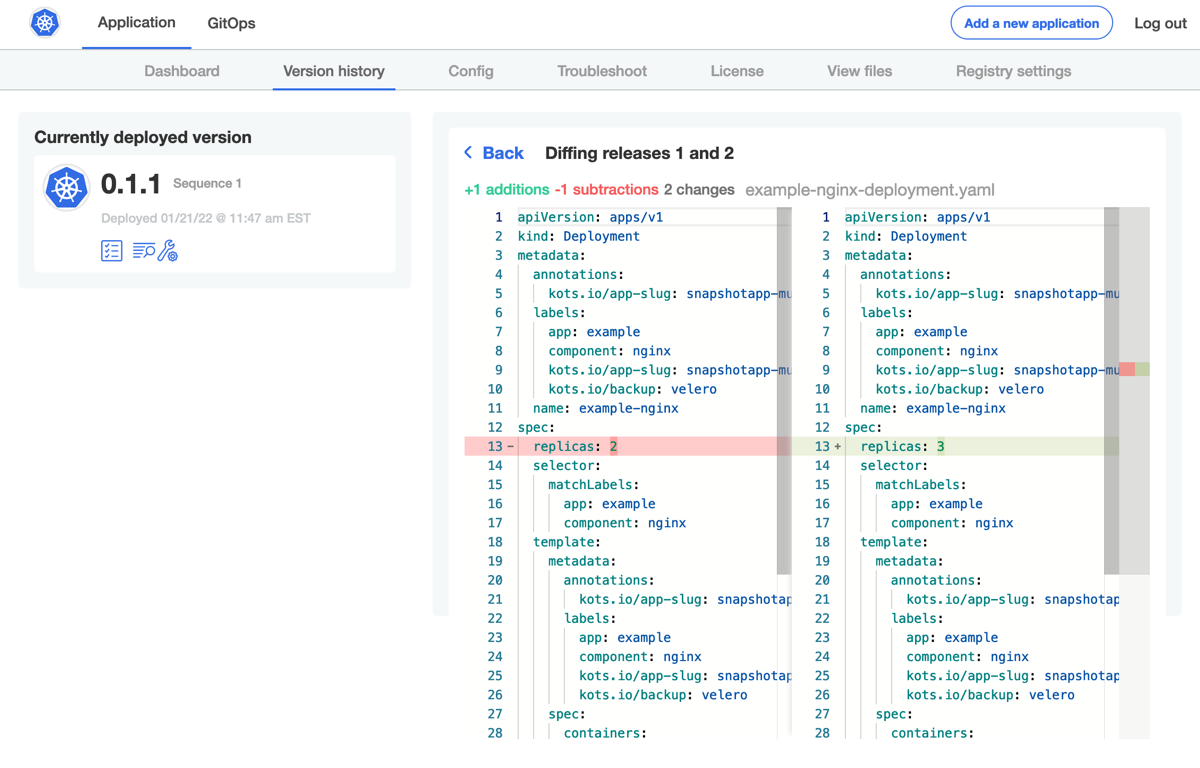 Application
GitOps
Add a new application
Log out
Dashboard
Version history
Config
Troubleshoot
License
View files
Registry settings
Currently deployed version
0.1.1 Sequence 1
Deployed 01/21/22 @ 11:47 am EST
Back
Diffing releases 1 and 2
+1 additions -1 subtractions 2 changes example-nginx-deployment.yaml
1 apiVersion: apps/v1
2 kind: Deployment
3 metadata:
4 annotations:
5 kots.io/app-slug: snapshotapp-mu
6 labels:
7 app: example
8 component: nginx
9 kots.io/app-slug: snapshotapp-mu
10 kots.io/backup: velero
11 name: example-nginx
12 spec:
13 - replicas: 2
14 selector:
15 matchLabels:
16 app: example
17 component: nginx
18 template:
19 metadata:
20 annotations:
21 kots.io/app-slug: snapshotap
22 labels:
23 app: example
24 component: nginx
25 kots.io/app-slug: snapshotap
26 kots.io/backup: velero
27 spec:
28 containers:
1 apiVersion: apps/v1
2 kind: Deployment
3 metadata:
4 annotations:
5 kots.io/app-slug: snapshotapp-mu
6 labels:
7 app: example
8 component: nginx
9 kots.io/app-slug: snapshotapp-mu
10 kots.io/backup: velero
11 name: example-nginx
12 spec:
13 + replicas: 3
14 selector:
15 matchLabels:
16 app: example
17 component: nginx
18 template:
19 metadata:
20 annotations:
21 kots.io/app-slug: snapshotap
22 labels:
23 app: example
24 component: nginx
25 kots.io/app-slug: snapshotap
26 kots.io/backup: velero
27 spec:
28 containers: